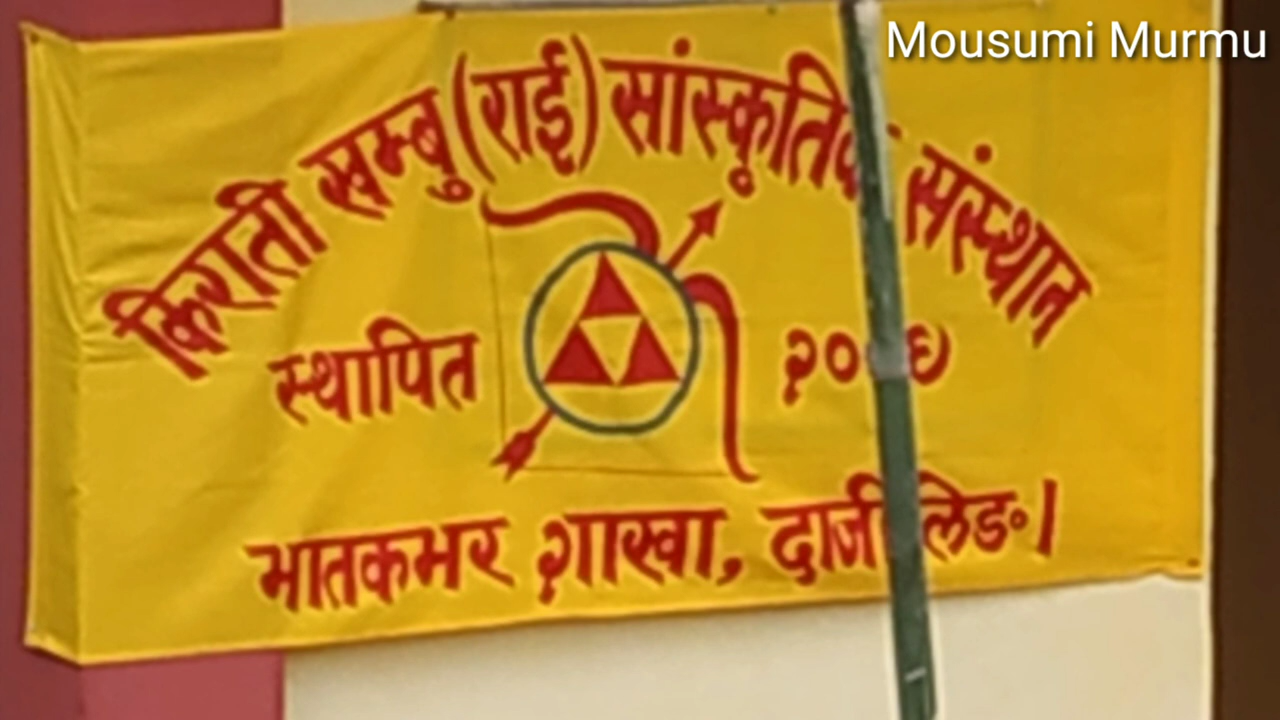 Mousumi Murmu
किराती खम्बु (राई) सांस्कृतिक संस्थान
स्थापित
भातकभर शाखा, दार्जीलिङ।